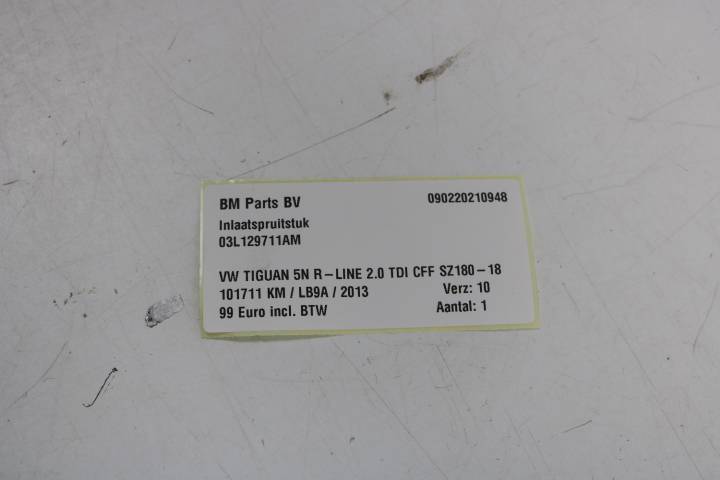 BM Parts BV 090220210948
Inlaatspruitstuk
03L129711AM
VW TIGUAN 5N R-LINE 2.0 TDI CFF SZ180-18
101711 KM / LB9A / 2013 Verz: 10
99 Euro incl. BTW Aantal: 1